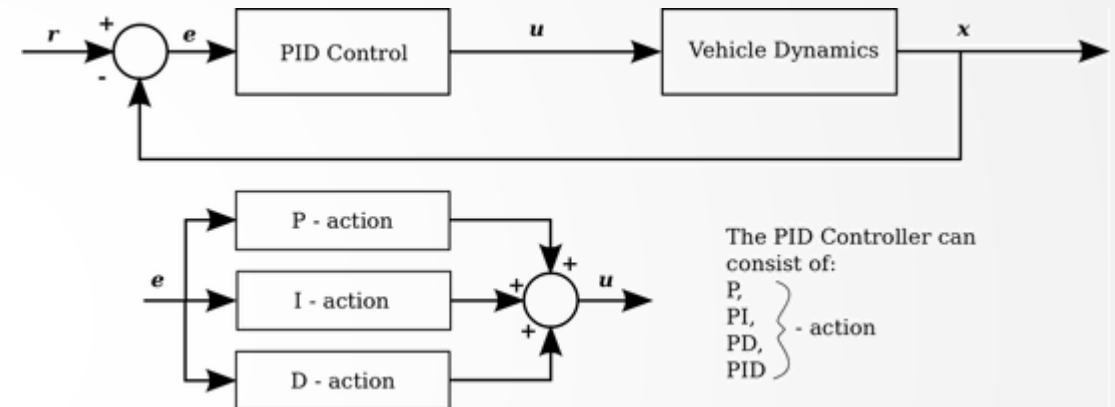 r
+
-
e
PID Control
u
Vehicle Dynamics
x
P - action
e
I - action
D - action
+
+
+
u
The PID Controller can
consist of:
P,
PI,
PD,
PID
- action